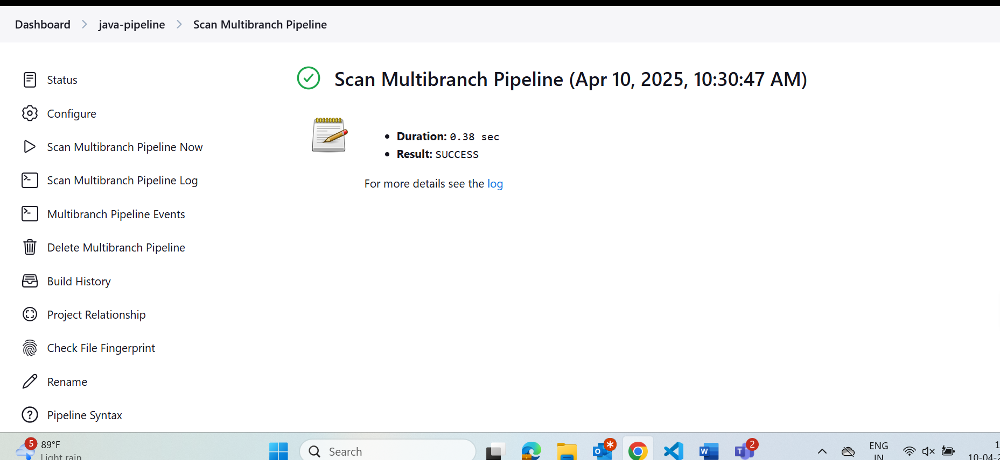 Dashboard > java-pipeline > Scan Multibranch Pipeline
Status
Configure
Scan Multibranch Pipeline Now
Scan Multibranch Pipeline Log
Multibranch Pipeline Events
Delete Multibranch Pipeline
Build History
Project Relationship
Check File Fingerprint
Rename
Pipeline Syntax
Scan Multibranch Pipeline (Apr 10, 2025, 10:30:47 AM)
Duration: 0.38 sec
Result: SUCCESS
For more details see the log
5
89°F
Light rain
Search
2
ENG
IN
10-04-2